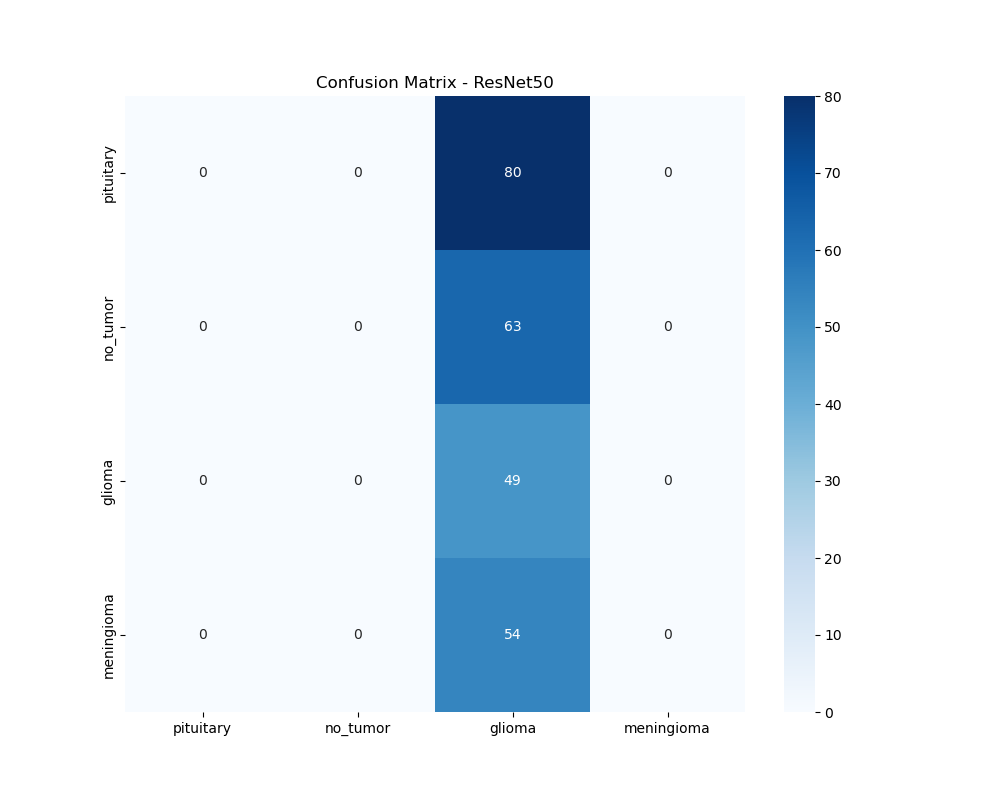 Confusion Matrix - ResNet50
pituitary
0 0 80 0
no_tumor
0 0 63 0
glioma
0 0 49 0
meningioma
0 0 54 0
pituitary no_tumor glioma meningioma
80
70
60
50
40
30
20
10
0